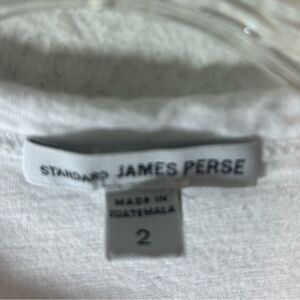 STANDARD JAMES PERSE
MADE IN
GUATEMALA
2